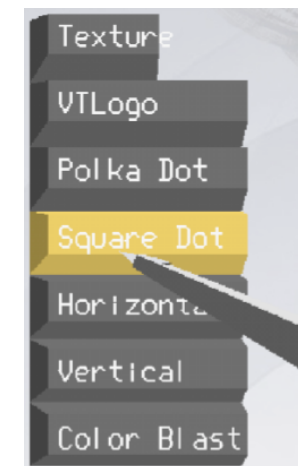 Texture
VTLogo
Polka Dot
Square Dot
Horizonta
Vertical
Color Blast